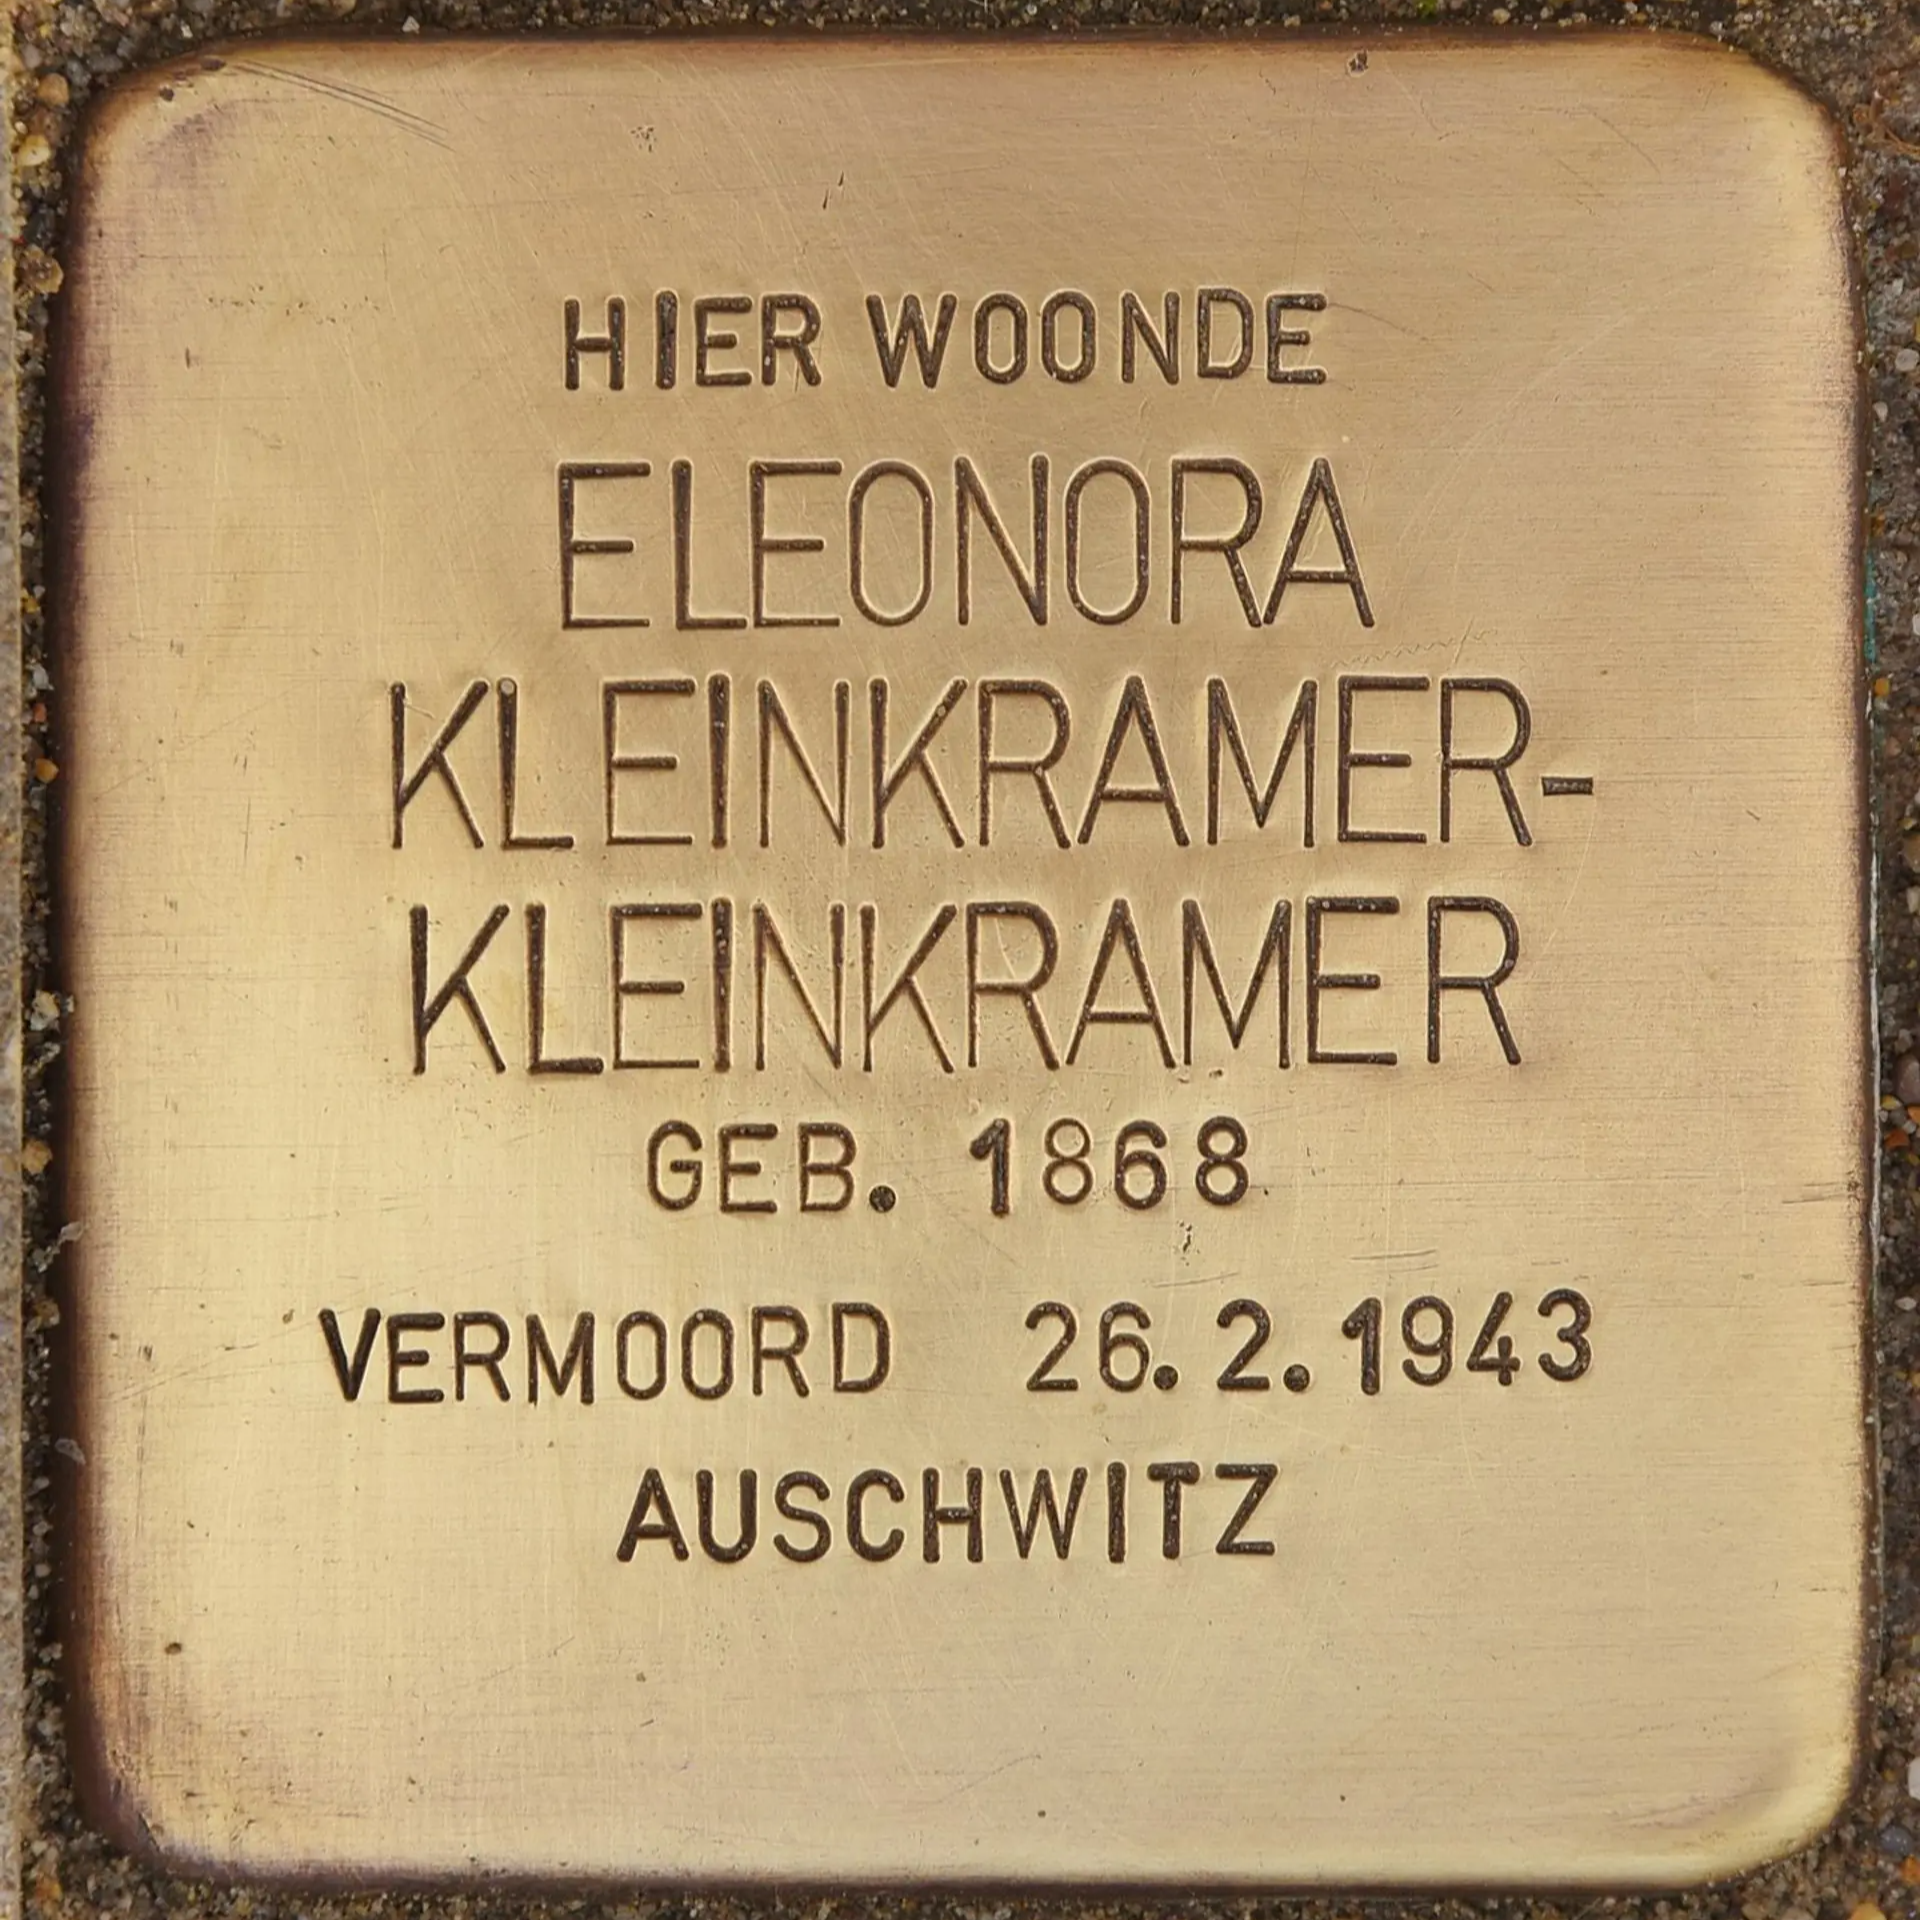 HIER WOONDE
ELEONORA
KLEINKRAMER-
KLEINKRAMER
GEB. 1868
VERMOORD 26.2.1943
AUSCHWITZ